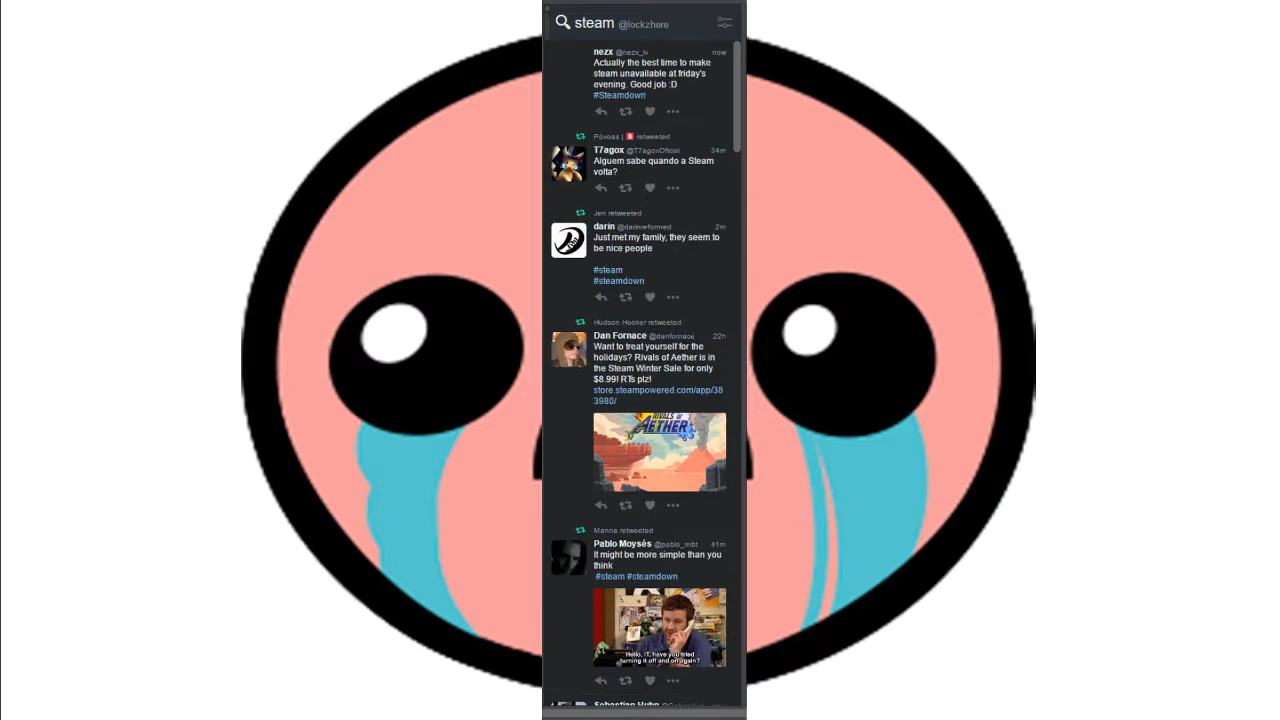 steam @lockzhere
nezx @nezx_lv now
Actually the best time to make
steam unavailable at friday's
evening. Good job :D
#Steamdown
Póvoas | retweeted
T7agox @T7agoxOficial 34m
Alguem sabe quando a Steam
volta?
Jen retweeted
darin @darinreformed 2m
Just met my family, they seem to
be nice people
#steam
#steamdown
Hudson Hooker retweeted
Dan Fornace @danfornace 22h
Want to treat yourself for the
holidays? Rivals of Aether is in
the Steam Winter Sale for only
$8.99! RTs plz!
store.steampowered.com/app/38
3980/
RIVALS OF
AETHER
Manna retweeted
Pablo Moysés @pablo_mbt 41m
It might be more simple than you
think
#steam #steamdown
Hello, IT, have you tried
turning it off and on again?
Sebastian Huhn